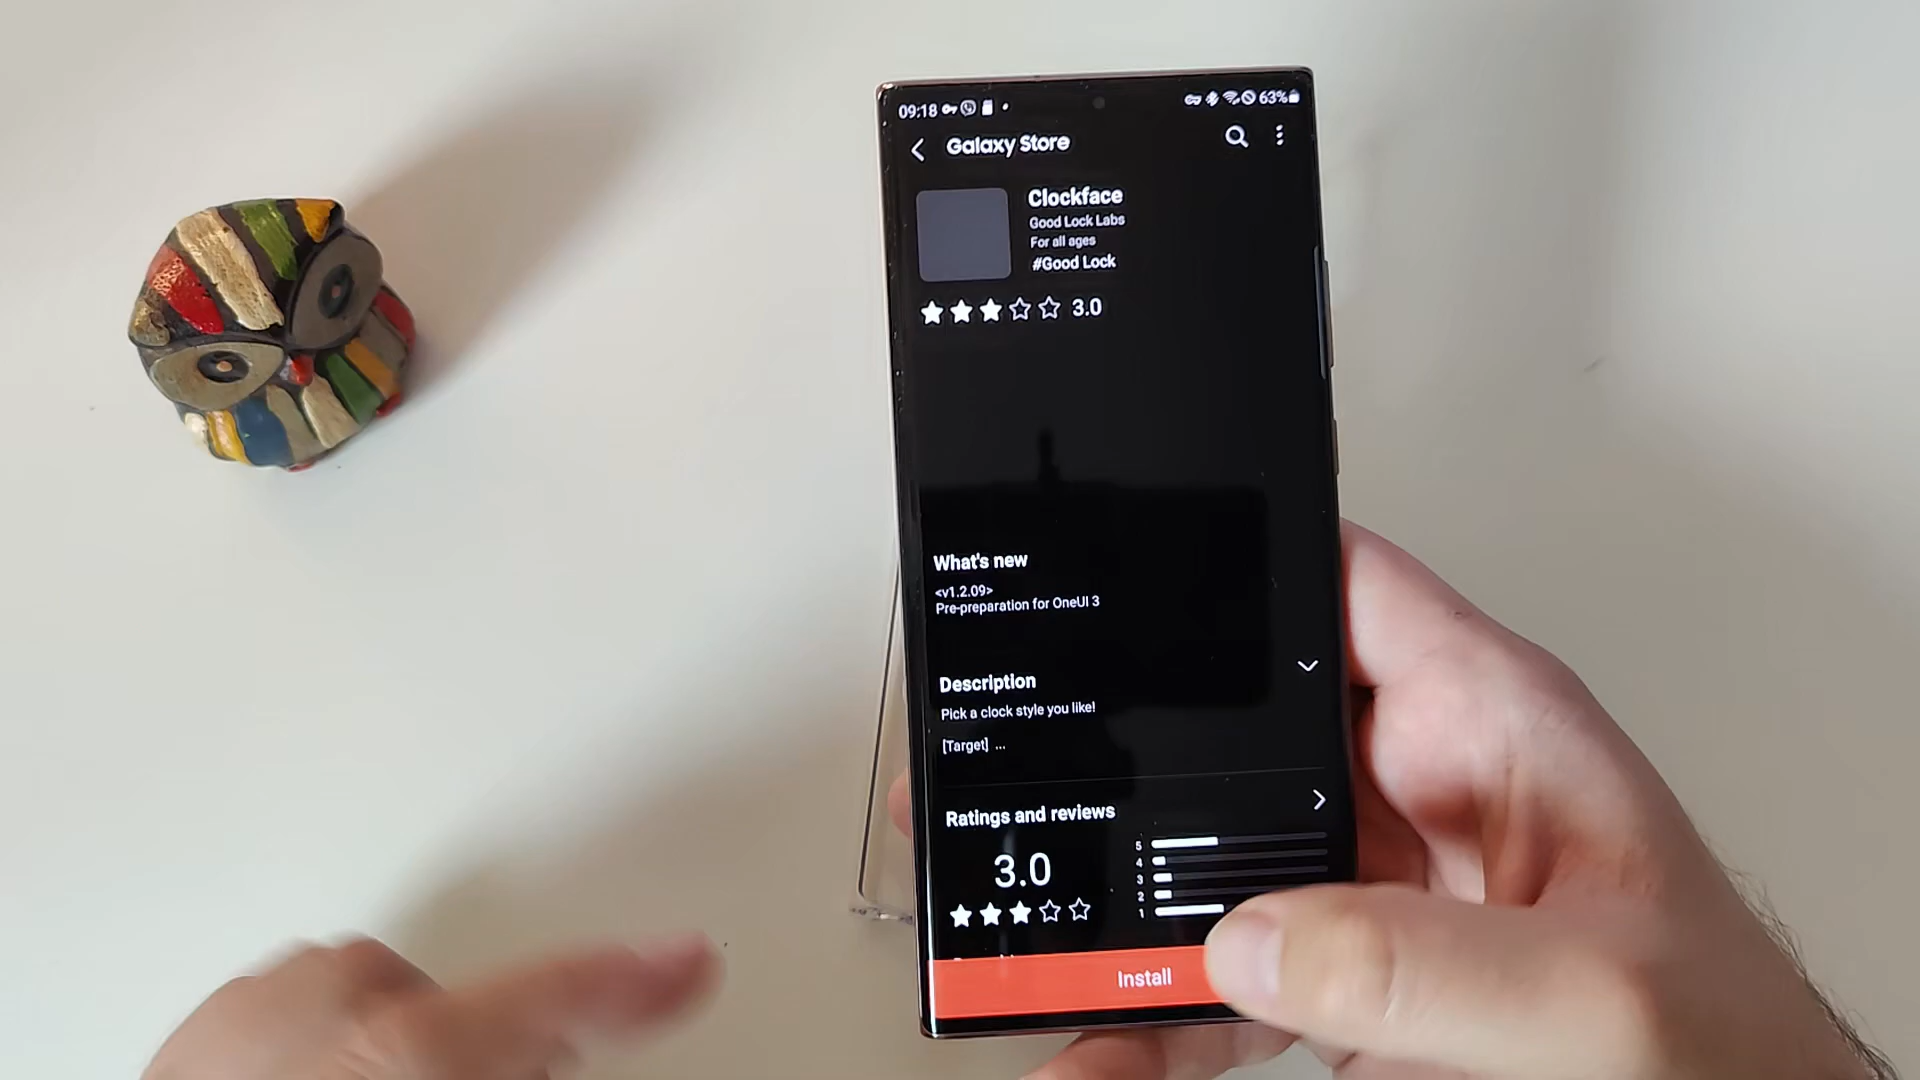 09:18
63%
Galaxy Store
Clockface
Good Lock Labs
For all ages
#Good Lock
3.0
What's new
<v1.2.09>
Pre-preparation for OneUI 3
Description
Pick a clock style you like!
[Target] ...
Ratings and reviews
3.0
5
4
3
2
1
Install